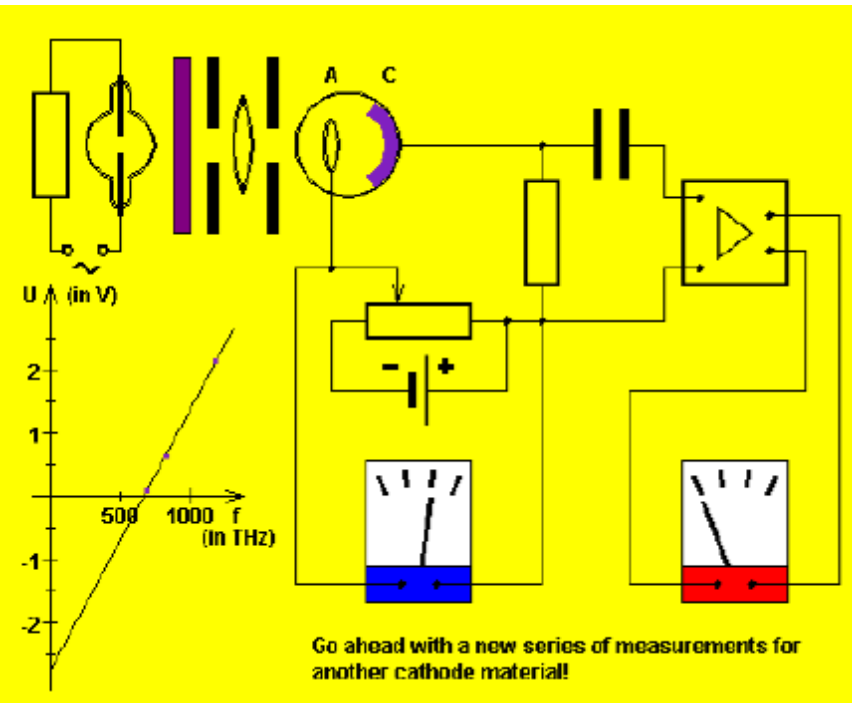 A C
~
U (in V)
- +
2
1
500 1000 f
(in THz)
-1
-2
Go ahead with a new series of measurements for
another cathode material!